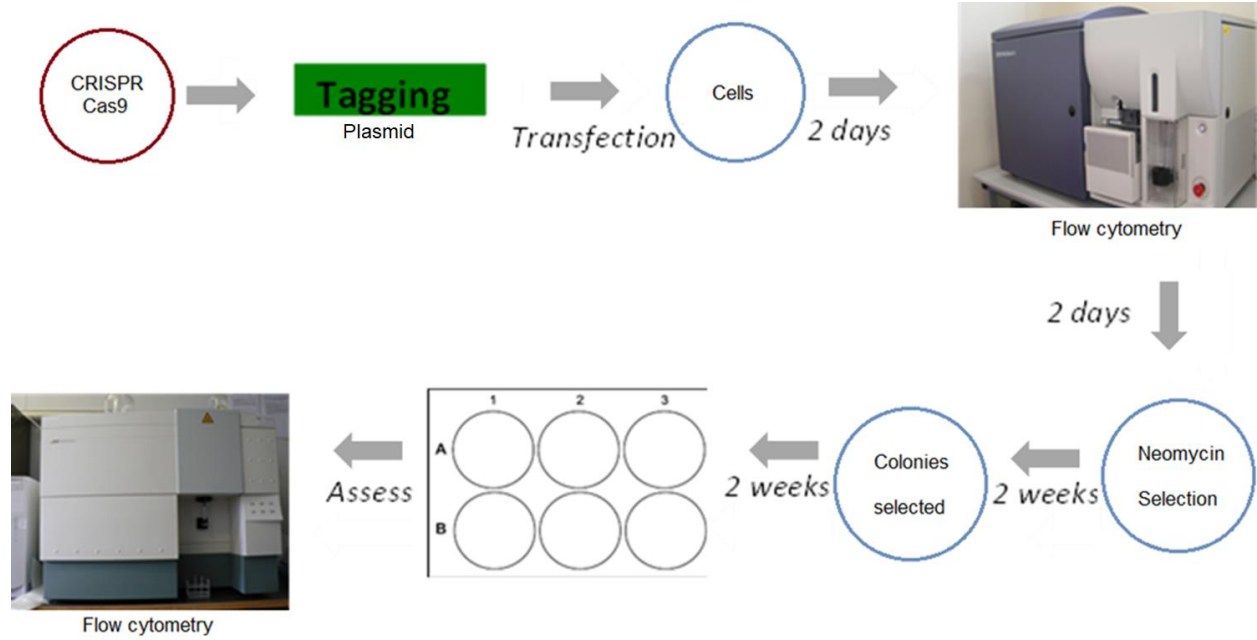 CRISPR
Cas9
Tagging
Plasmid
Transfection
Cells
2 days
Flow cytometry
2 days
Neomycin
Selection
2 weeks
Colonies
selected
2 weeks
1 2 3
A
B
Assess
Flow cytometry